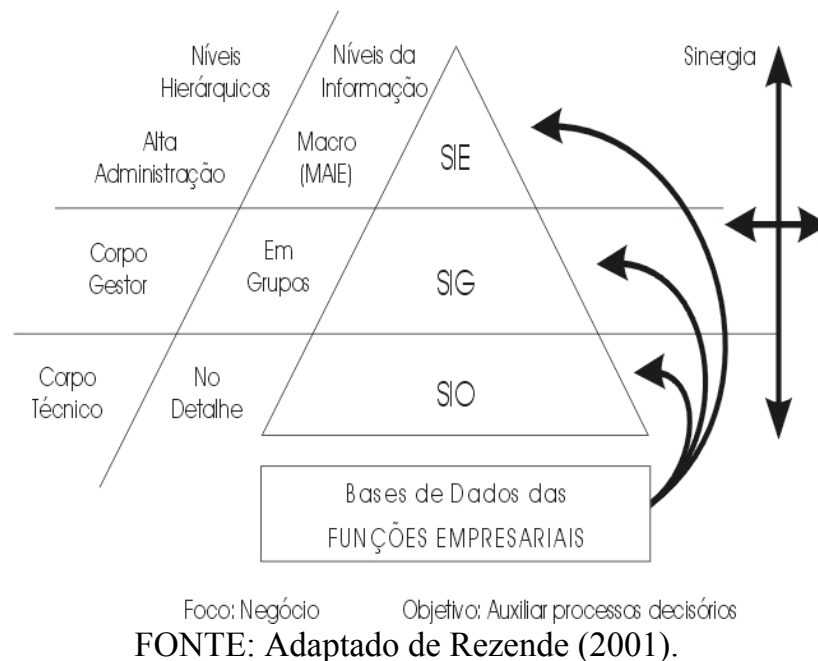 Níveis
Hierárquicos
Níveis da
Informação
Sinergia
Alta
Administração
Macro
(MAIE)
SIE
Corpo
Gestor
Em
Grupos
SIG
Corpo
Técnico
No
Detalhe
SIO
Bases de Dados das
FUNÇÕES EMPRESARIAIS
Foco: Negócio
Objetivo: Auxiliar processos decisórios
FONTE: Adaptado de Rezende (2001).